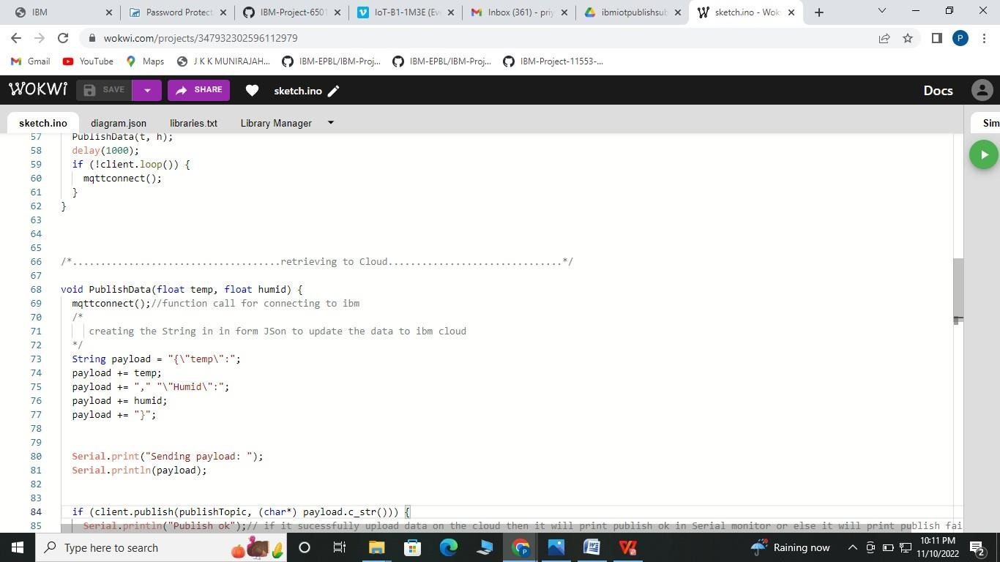 IBM
Password Protect
IBM-Project-6501
IoT-B1-1M3E (Ev
Inbox (361) - priy
ibmiotpublishsub
sketch.ino - Wok
wokwi.com/projects/347932302596112979
P
Gmail
YouTube
Maps
J K K MUNIRAJAH...
IBM-EPBL/IBM-Proj...
IBM-EPBL/IBM-Proj...
IBM-Project-11553-...
WOKWI
SAVE
SHARE
sketch.ino
Docs
sketch.ino
diagram.json
libraries.txt
Library Manager
Sim
57 PublishData(t, h);
58 delay(1000);
59 if (!client.loop()) {
60 mqttconnect();
61 }
62 }
63
64
65
66 /*.....................................retrieving to Cloud...............................*/
67
68 void PublishData(float temp, float humid) {
69 mqttconnect();//function call for connecting to ibm
70 /*
71 creating the String in in form JSon to update the data to ibm cloud
72 */
73 String payload = "{\"temp\":";
74 payload += temp;
75 payload += "," "\"Humid\":";
76 payload += humid;
77 payload += "}";
78
79
80 Serial.print("Sending payload: ");
81 Serial.println(payload);
82
83
84 if (client.publish(publishTopic, (char*) payload.c_str())) {
85 Serial.println("Publish ok");// if it sucessfully upload data on the cloud then it will print publish ok in Serial monitor or else it will print publish fai
Type here to search
P
Raining now
10:11 PM
11/10/2022
2